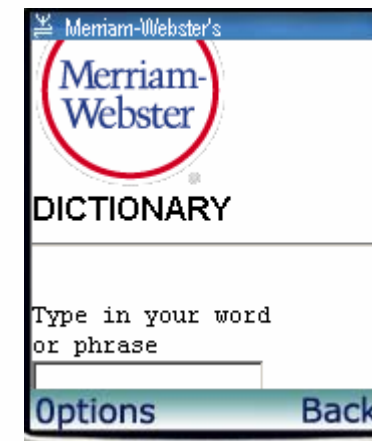 Merriam-Webster's
Merriam-
Webster
®
DICTIONARY
Type in your word
or phrase
Options Back